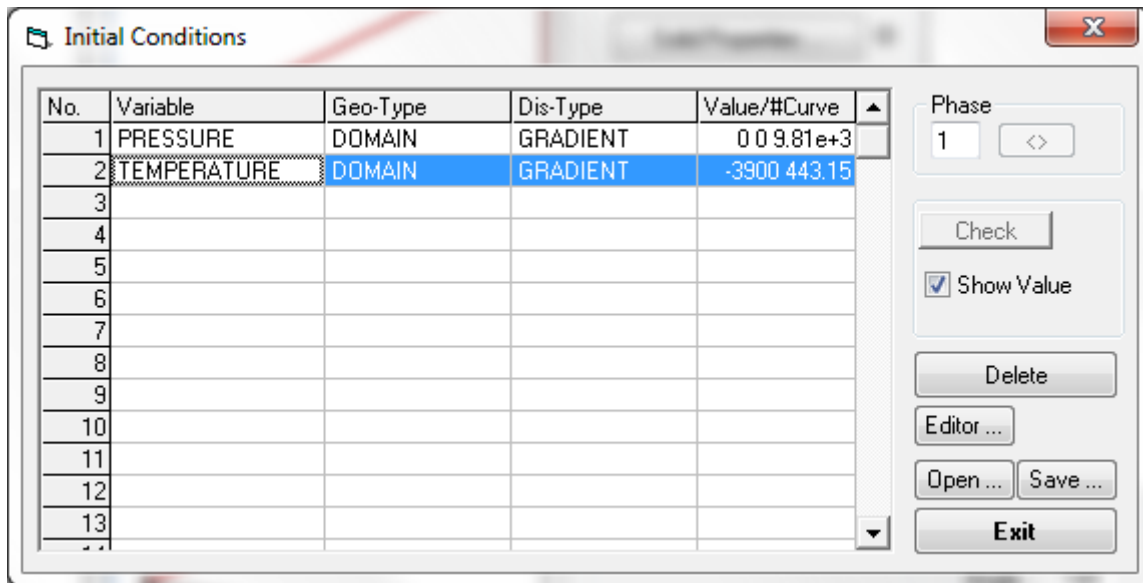 Initial Conditions
No. Variable Geo-Type Dis-Type Value/#Curve
1 PRESSURE DOMAIN GRADIENT 0 0 9.81e+3
2 TEMPERATURE DOMAIN GRADIENT -3900 443.15
3
4
5
6
7
8
9
10
11
12
13
Phase
1 <>
Check
Show Value
Delete
Editor ...
Open ... Save ...
Exit